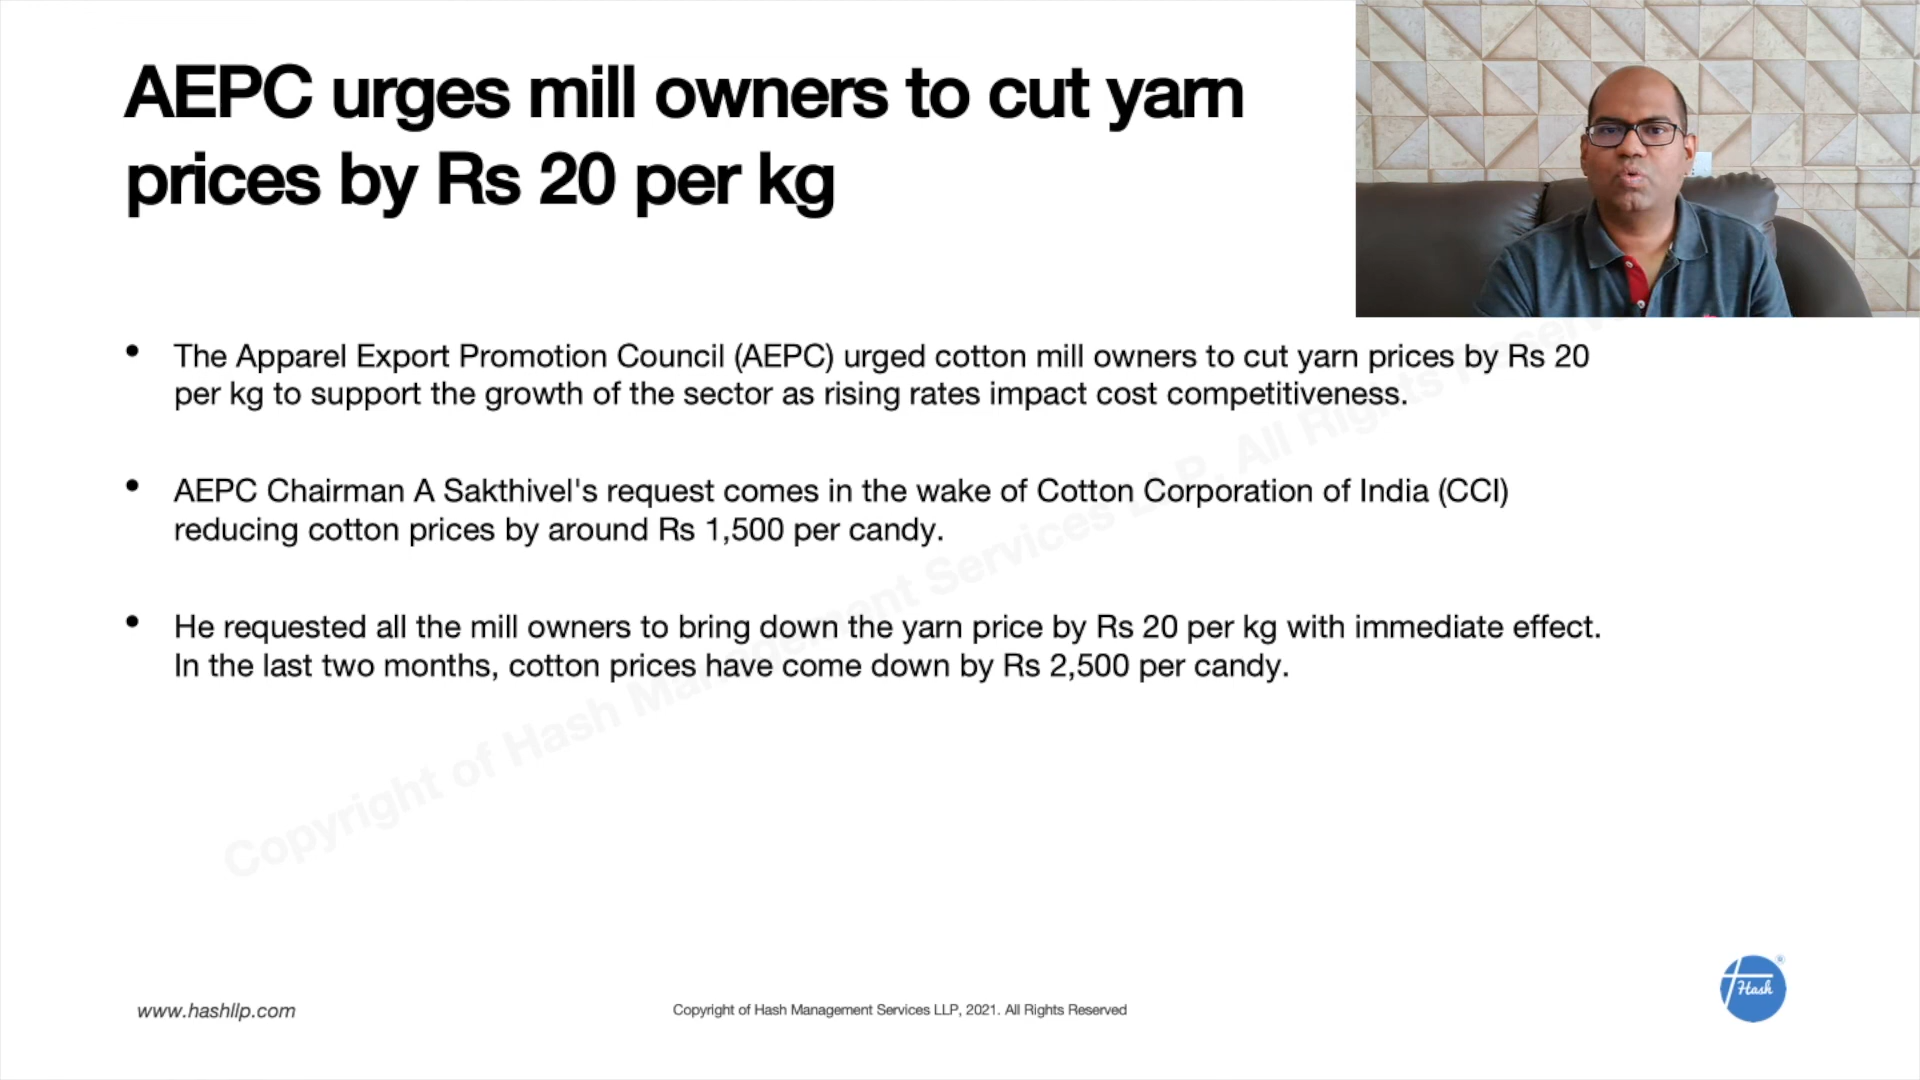 AEPC urges mill owners to cut yarn
prices by Rs 20 per kg
• The Apparel Export Promotion Council (AEPC) urged cotton mill owners to cut yarn prices by Rs 20
per kg to support the growth of the sector as rising rates impact cost competitiveness.
• AEPC Chairman A Sakthivel's request comes in the wake of Cotton Corporation of India (CCI)
reducing cotton prices by around Rs 1,500 per candy.
• He requested all the mill owners to bring down the yarn price by Rs 20 per kg with immediate effect.
In the last two months, cotton prices have come down by Rs 2,500 per candy.
Copyright of Hash Management Services LLP, All Rights
www.hashllp.com
Copyright of Hash Management Services LLP, 2021. All Rights Reserved
Hash
®